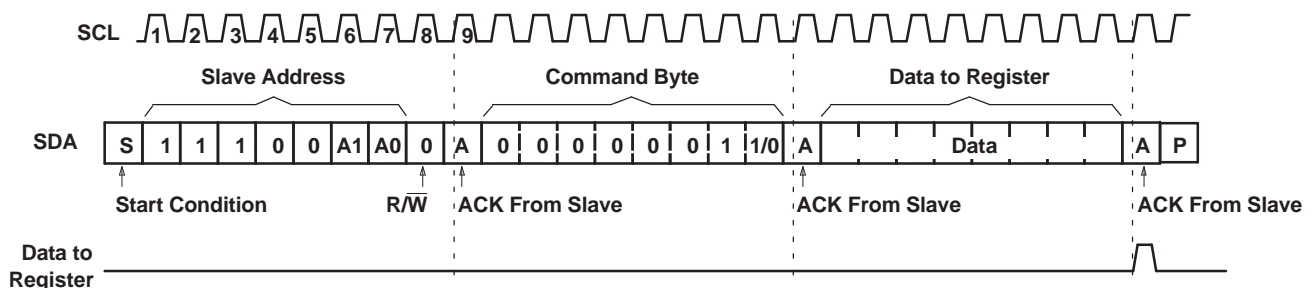 SCL 1 2 3 4 5 6 7 8 9
Slave Address Command Byte Data to Register
SDA S 1 1 1 0 0 A1 A0 0 A 0 0 0 0 0 0 1 1/0 A Data A P
Start Condition R/W̅ ACK From Slave ACK From Slave ACK From Slave
Data to
Register